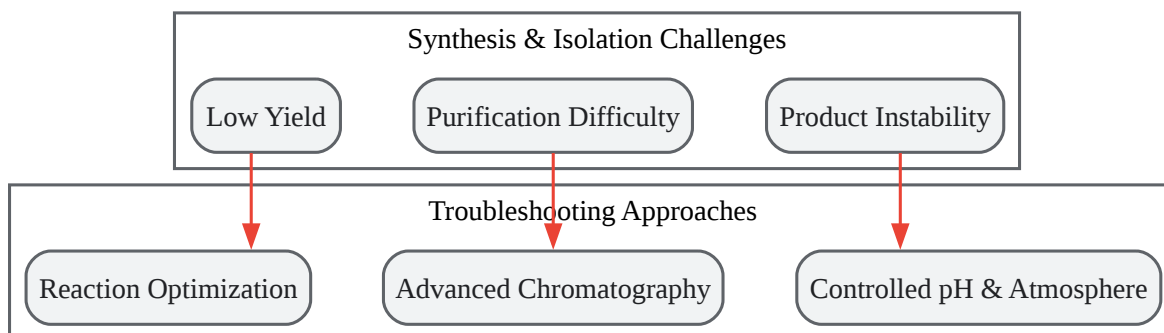 Synthesis & Isolation Challenges
Low Yield
Purification Difficulty
Product Instability
Troubleshooting Approaches
Reaction Optimization
Advanced Chromatography
Controlled pH & Atmosphere